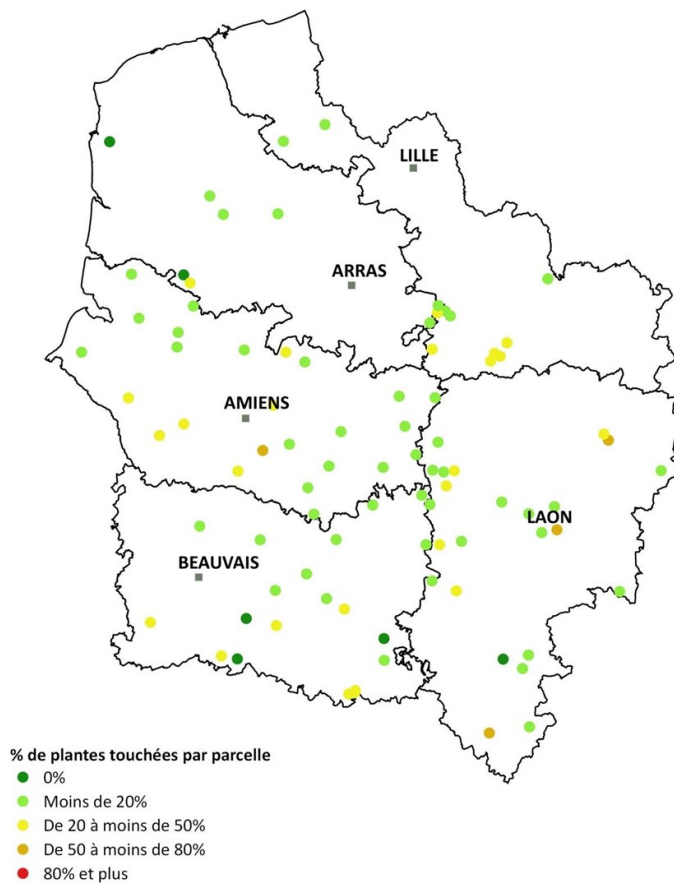 LILLE
ARRAS
AMIENS
LAON
BEAUVAIS
% de plantes touchées par parcelle
0%
Moins de 20%
De 20 à moins de 50%
De 50 à moins de 80%
80% et plus